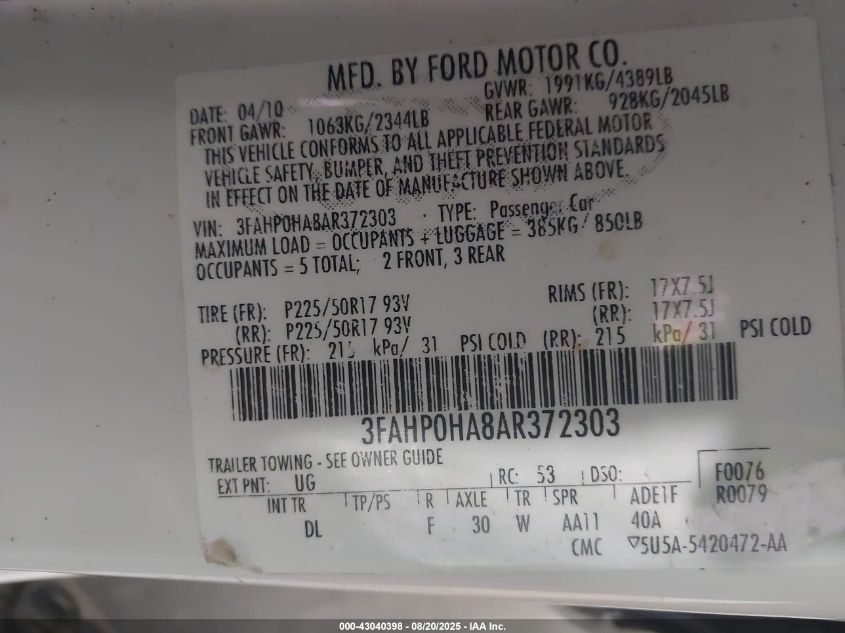 MFD. BY FORD MOTOR CO.
DATE: 04/10 GVWR: 1991KG/4389LB
FRONT GAWR: 1063KG/2344LB REAR GAWR: 928KG/2045LB
THIS VEHICLE CONFORMS TO ALL APPLICABLE FEDERAL MOTOR
VEHICLE SAFETY, BUMPER, AND THEFT PREVENTION STANDARDS
IN EFFECT ON THE DATE OF MANUFACTURE SHOWN ABOVE.
VIN: 3FAHP0HA8AR372303 TYPE: Passenger Car
MAXIMUM LOAD = OCCUPANTS + LUGGAGE = 385KG/ 850LB
OCCUPANTS = 5 TOTAL; 2 FRONT, 3 REAR
TIRE (FR): P225/50R17 93V RIMS (FR): 17X7.5J
(RR): P225/50R17 93V (RR): 17X7.5J
PRESSURE (FR): 215 kPa/ 31 PSI COLD (RR): 215 kPa/ 31 PSI COLD
3FAHP0HA8AR372303
TRAILER TOWING - SEE OWNER GUIDE
EXT PNT: UG RC: 53 DSO: F0076
INT TR TP/PS R AXLE TR SPR ADE1F R0079
DL F 30 W AA11 40A
CMC ▽5U5A-5420472-AA
000-43040398 - 08/20/2025 - IAA Inc.